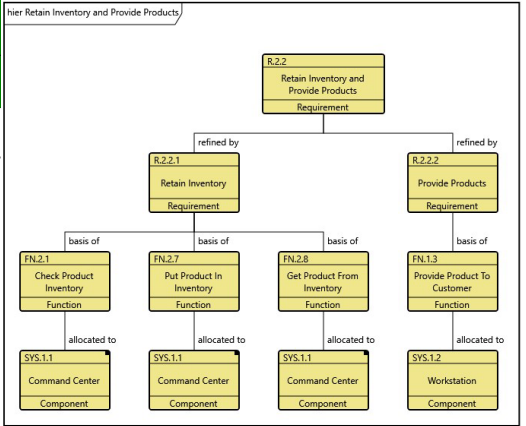 hier Retain Inventory and Provide Products
R.2.2
Retain Inventory and
Provide Products
Requirement
refined by
refined by
R.2.2.1
Retain Inventory
Requirement
R.2.2.2
Provide Products
Requirement
basis of
basis of
basis of
basis of
FN.2.1
Check Product
Inventory
Function
FN.2.7
Put Product In
Inventory
Function
FN.2.8
Get Product From
Inventory
Function
FN.1.3
Provide Product To
Customer
Function
allocated to
allocated to
allocated to
allocated to
SYS.1.1
Command Center
Component
SYS.1.1
Command Center
Component
SYS.1.1
Command Center
Component
SYS.1.2
Workstation
Component